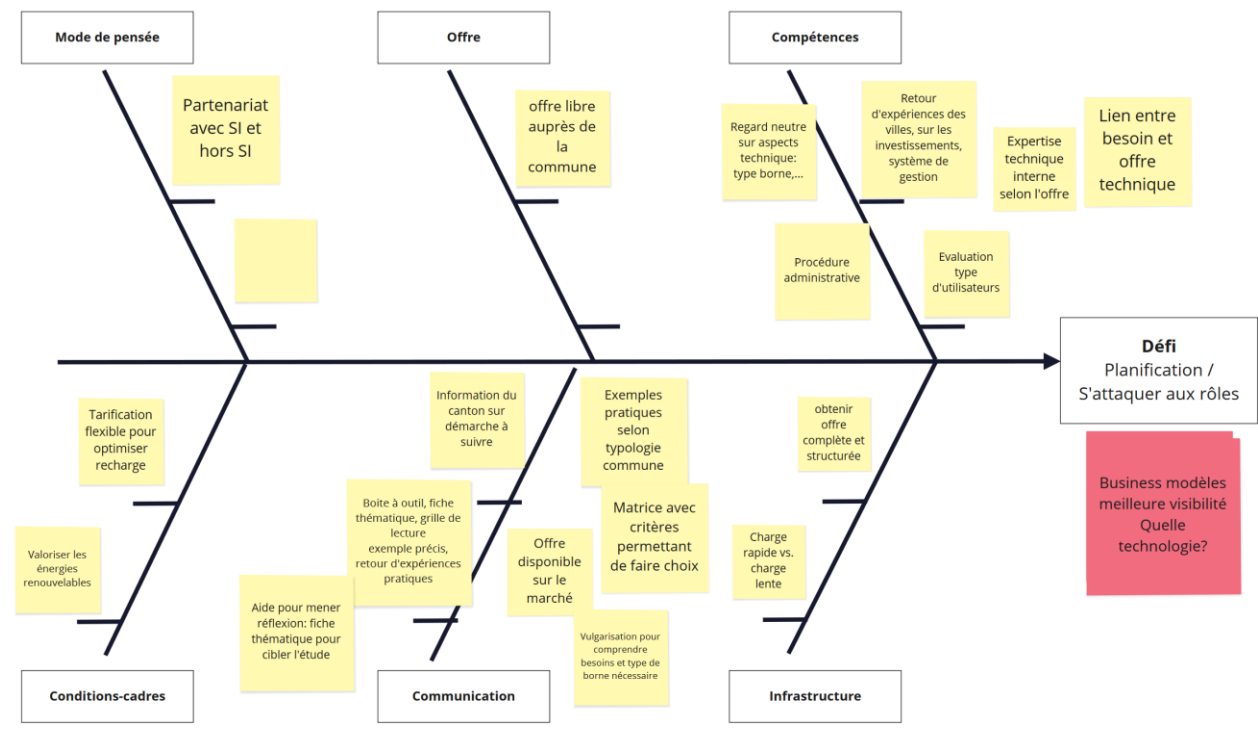 Mode de pensée
Offre
Compétences
Partenariat
avec SI et
hors SI
offre libre
auprès de
la
commune
Regard neutre
sur aspects
technique:
type borne,...
Retour
d'expériences des
villes, sur les
investissements,
système de
gestion
Expertise
technique
interne
selon l'offre
Lien entre
besoin et
offre
technique
Procédure
administrative
Evaluation
type
d'utilisateurs
Défi
Planification /
S'attaquer aux rôles
Business modèles
meilleure visibilité
Quelle
technologie?
Tarification
flexible pour
optimiser
recharge
Valoriser les
énergies
renouvelables
Information du
canton sur
démarche à
suivre
Exemples
pratiques
selon
typologie
commune
Boite à outil, fiche
thématique, grille de
lecture
exemple précis,
retour d'expériences
pratiques
Matrice avec
critères
permettant
de faire choix
Offre
disponible
sur le
marché
Aide pour mener
réflexion: fiche
thématique pour
cibler l'étude
Vulgarisation pour
comprendre
besoins et type de
borne nécessaire
obtenir
offre
complète et
structurée
Charge
rapide vs.
charge
lente
Conditions-cadres
Communication
Infrastructure